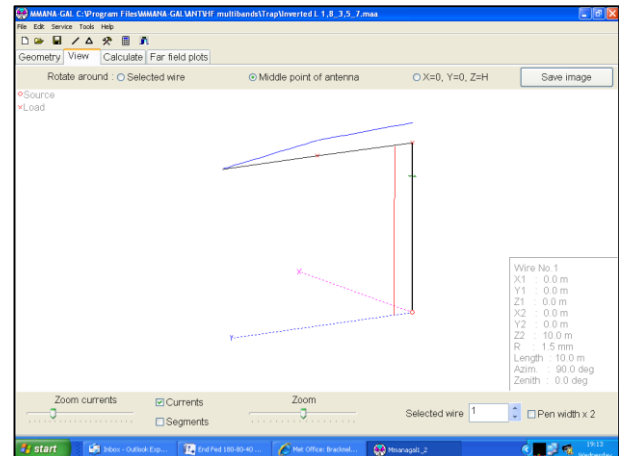 MMANA-GAL C:\Program Files\MMANA-GAL\ANT\HF multibands\Trap\Inverted L 1,8_3,5_7.maa
File Edit Service Tools Help
Geometry View Calculate Far field plots
Rotate around : Selected wire Middle point of antenna X=0, Y=0, Z=H Save image
Source
Load
X
Y
Wire No.1
X1 : 0.0 m
Y1 : 0.0 m
Z1 : 0.0 m
X2 : 0.0 m
Y2 : 0.0 m
Z2 : 10.0 m
R : 1.5 mm
Length : 10.0 m
Azim. : 90.0 deg
Zenith : 0.0 deg
Zoom currents Currents Zoom
Segments Selected wire 1 Pen width x 2
start Inbox - Outlook Exp... End Fed 160-80-40 ... Met Office: Bracknel... Mmanagal1_2 19:13
Wednesday